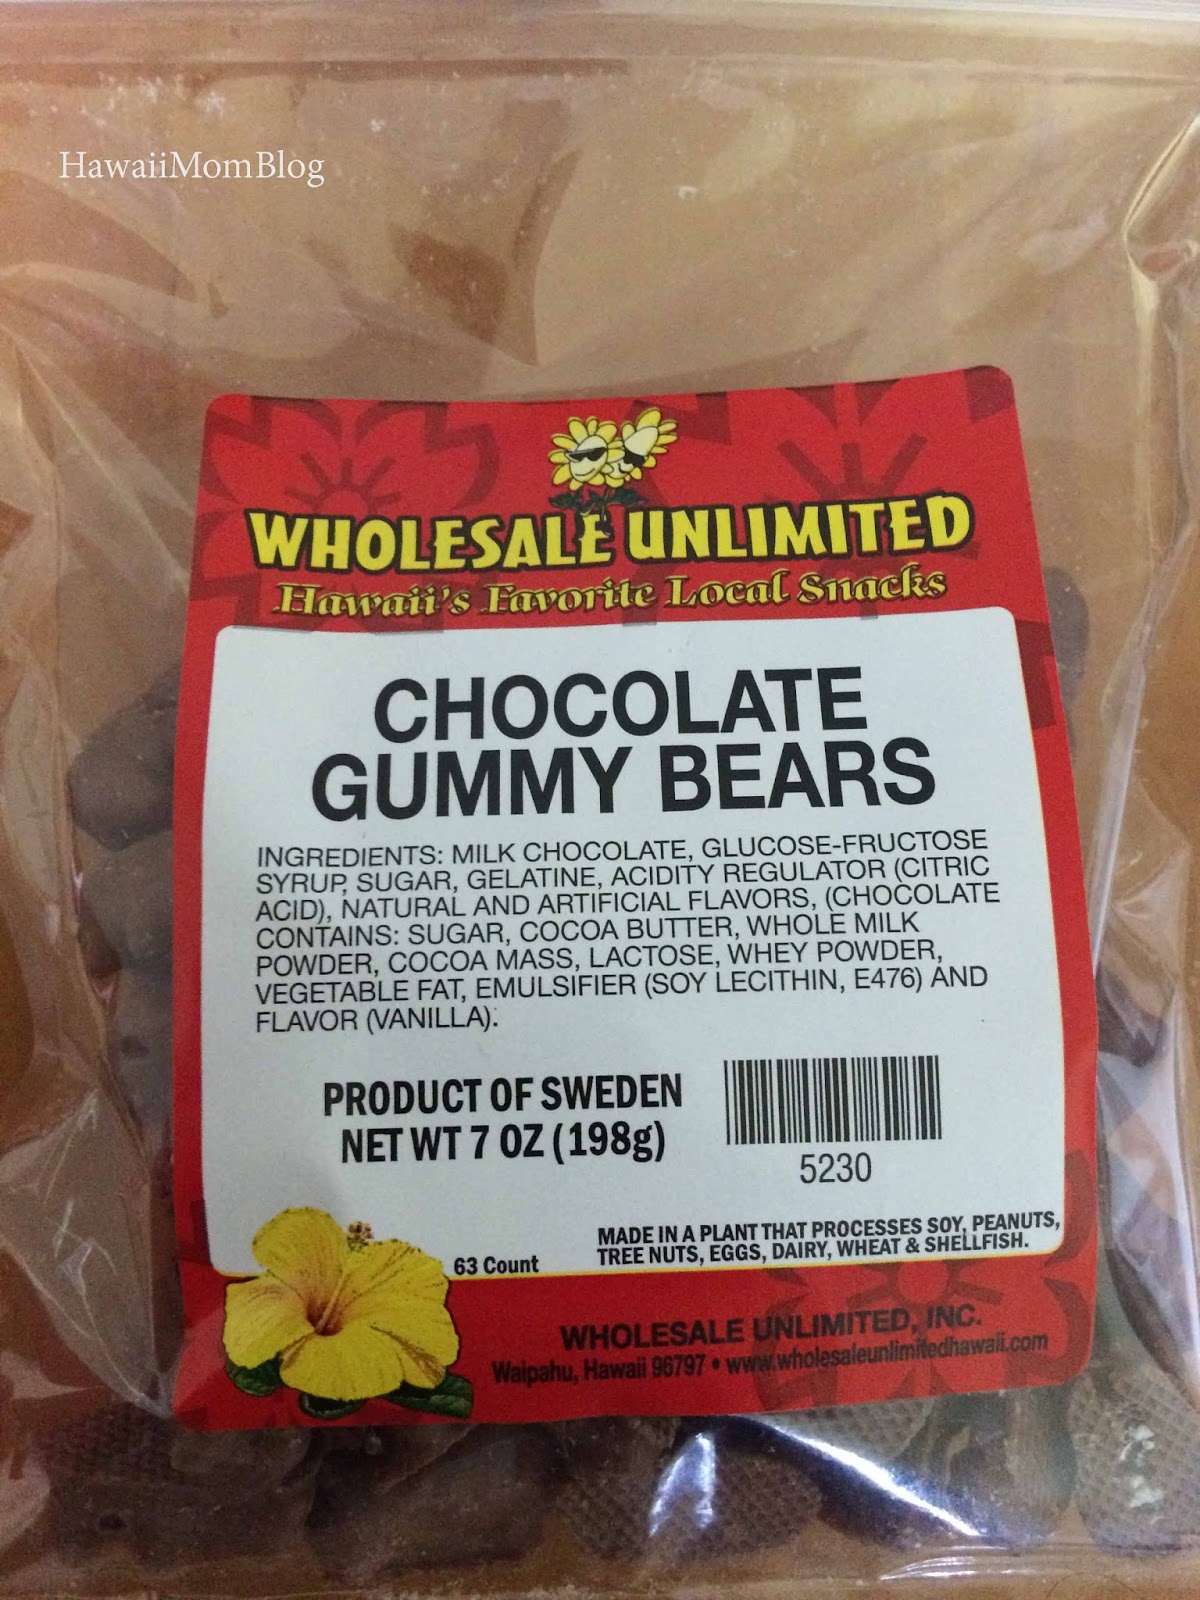 HawaiiMomBlog
WHOLESALE UNLIMITED
Hawaii's Favorite Local Snacks
CHOCOLATE
GUMMY BEARS
INGREDIENTS: MILK CHOCOLATE, GLUCOSE-FRUCTOSE
SYRUP, SUGAR, GELATINE, ACIDITY REGULATOR (CITRIC
ACID), NATURAL AND ARTIFICIAL FLAVORS, (CHOCOLATE
CONTAINS: SUGAR, COCOA BUTTER, WHOLE MILK
POWDER, COCOA MASS, LACTOSE, WHEY POWDER,
VEGETABLE FAT, EMULSIFIER (SOY LECITHIN, E476) AND
FLAVOR (VANILLA).
PRODUCT OF SWEDEN
NET WT 7 OZ (198g)
5230
MADE IN A PLANT THAT PROCESSES SOY, PEANUTS,
TREE NUTS, EGGS, DAIRY, WHEAT & SHELLFISH.
63 Count
WHOLESALE UNLIMITED, INC.
Waipahu, Hawaii 96797 • www.wholesaleunlimitedhawaii.com